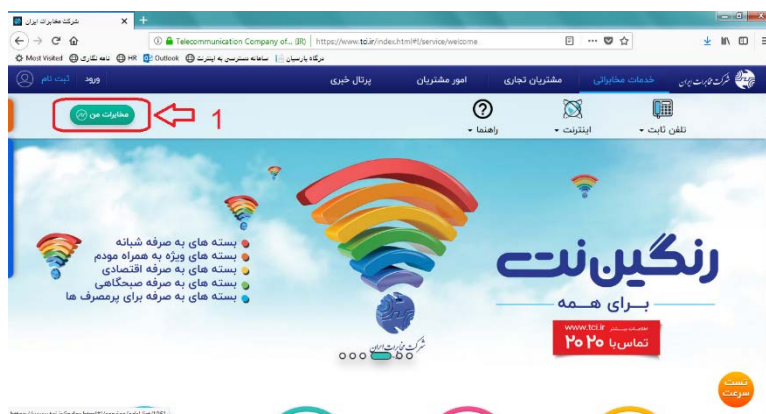 شرکت مخابرات ایران
Telecommunication Company of... (IR) https://www.tci.ir/index.html#!/service/welcome
Most Visited نامه نگاری HR Outlook سامانه دسترسی به اینترنت درگاه پارسیان
شرکت مخابرات ایران خدمات مخابراتی مشتریان تجاری امور مشتریان پرتال خبری ورود ثبت نام
تلفن ثابت اینترنت راهنما
مخابرات من
1
رنگین نت
برای همه
www.tci.ir
تماس با ۲۰۲۰
بسته های به صرفه شبانه
بسته های ویژه به همراه مودم
بسته های به صرفه اقتصادی
بسته های به صرفه صبحگاهی
بسته های به صرفه برای پرمصرف ها
شرکت مخابرات ایران
تست
سرعت